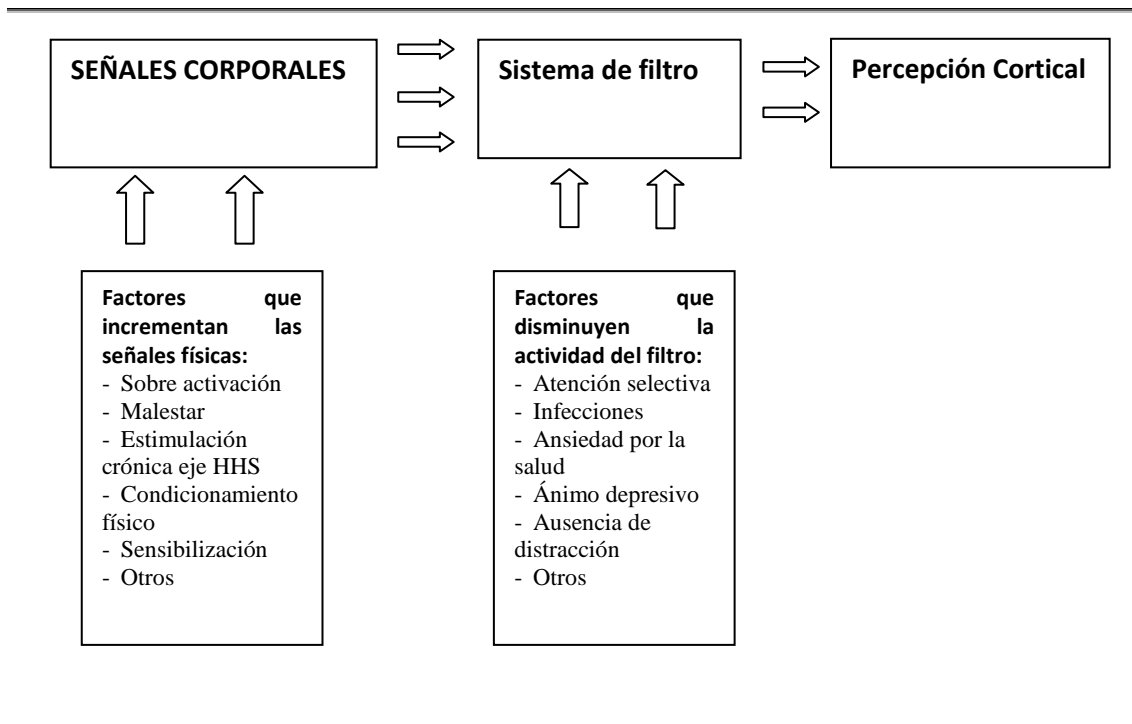 SEÑALES CORPORALES
Sistema de filtro
Percepción Cortical
Factores que
incrementan las
señales físicas:
- Sobre activación
- Malestar
- Estimulación
crónica eje HHS
- Condicionamiento
físico
- Sensibilización
- Otros
Factores que
disminuyen la
actividad del filtro:
- Atención selectiva
- Infecciones
- Ansiedad por la
salud
- Ánimo depresivo
- Ausencia de
distracción
- Otros